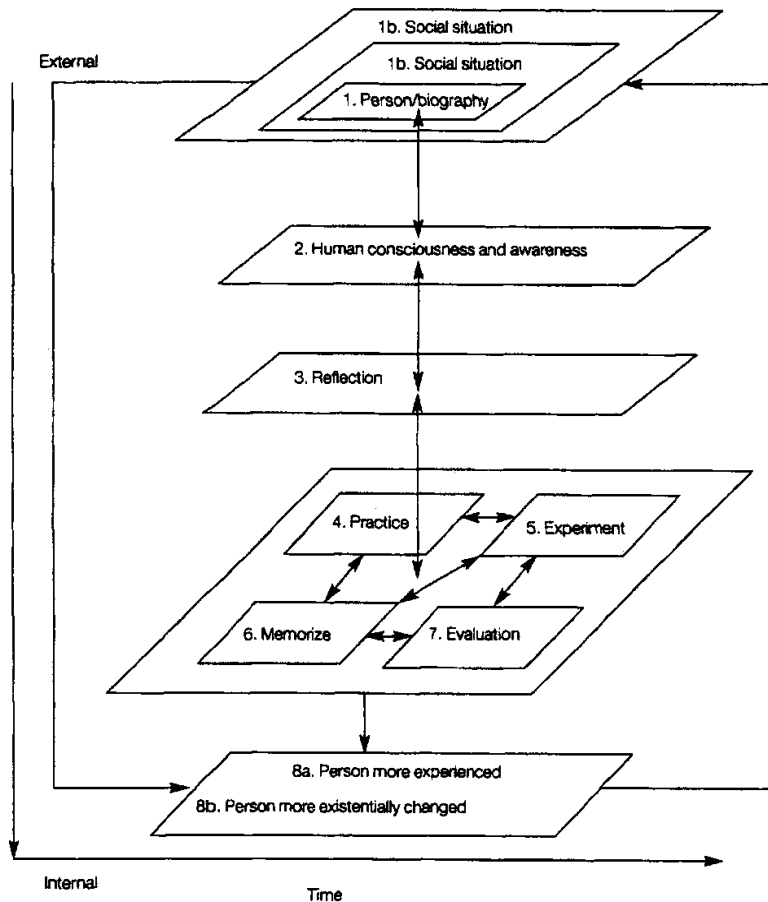 1b. Social situation
External
1b. Social situation
1. Person/biography
2. Human consciousness and awareness
3. Reflection
4. Practice
5. Experiment
6. Memorize
7. Evaluation
8a. Person more experienced
8b. Person more existentially changed
Internal
Time